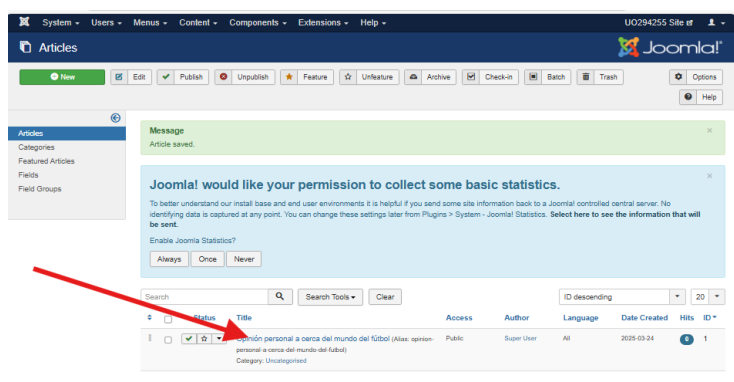 System Users Menus Content Components Extensions Help UO294255 Site
Articles Joomla!
New Edit Publish Unpublish Feature Unfeature Archive Check-in Batch Trash Options
Help
Articles
Categories
Featured Articles
Fields
Field Groups
Message
Article saved.
Joomla! would like your permission to collect some basic statistics.
To better understand our install base and end user environments it is helpful if you send some site information back to a Joomla! controlled central server. No
identifying data is captured at any point. You can change these settings later from Plugins > System - Joomla! Statistics. Select here to see the information that will
be sent.
Enable Joomla Statistics?
Always Once Never
Search Search Tools Clear ID descending 20
Status Title Access Author Language Date Created Hits ID
Opinión personal a cerca del mundo del fútbol (Alias: opinion- Public Super User All 2025-03-24 6 1
personal-a-cerca-del-mundo-del-futbol)
Category: Uncategorised